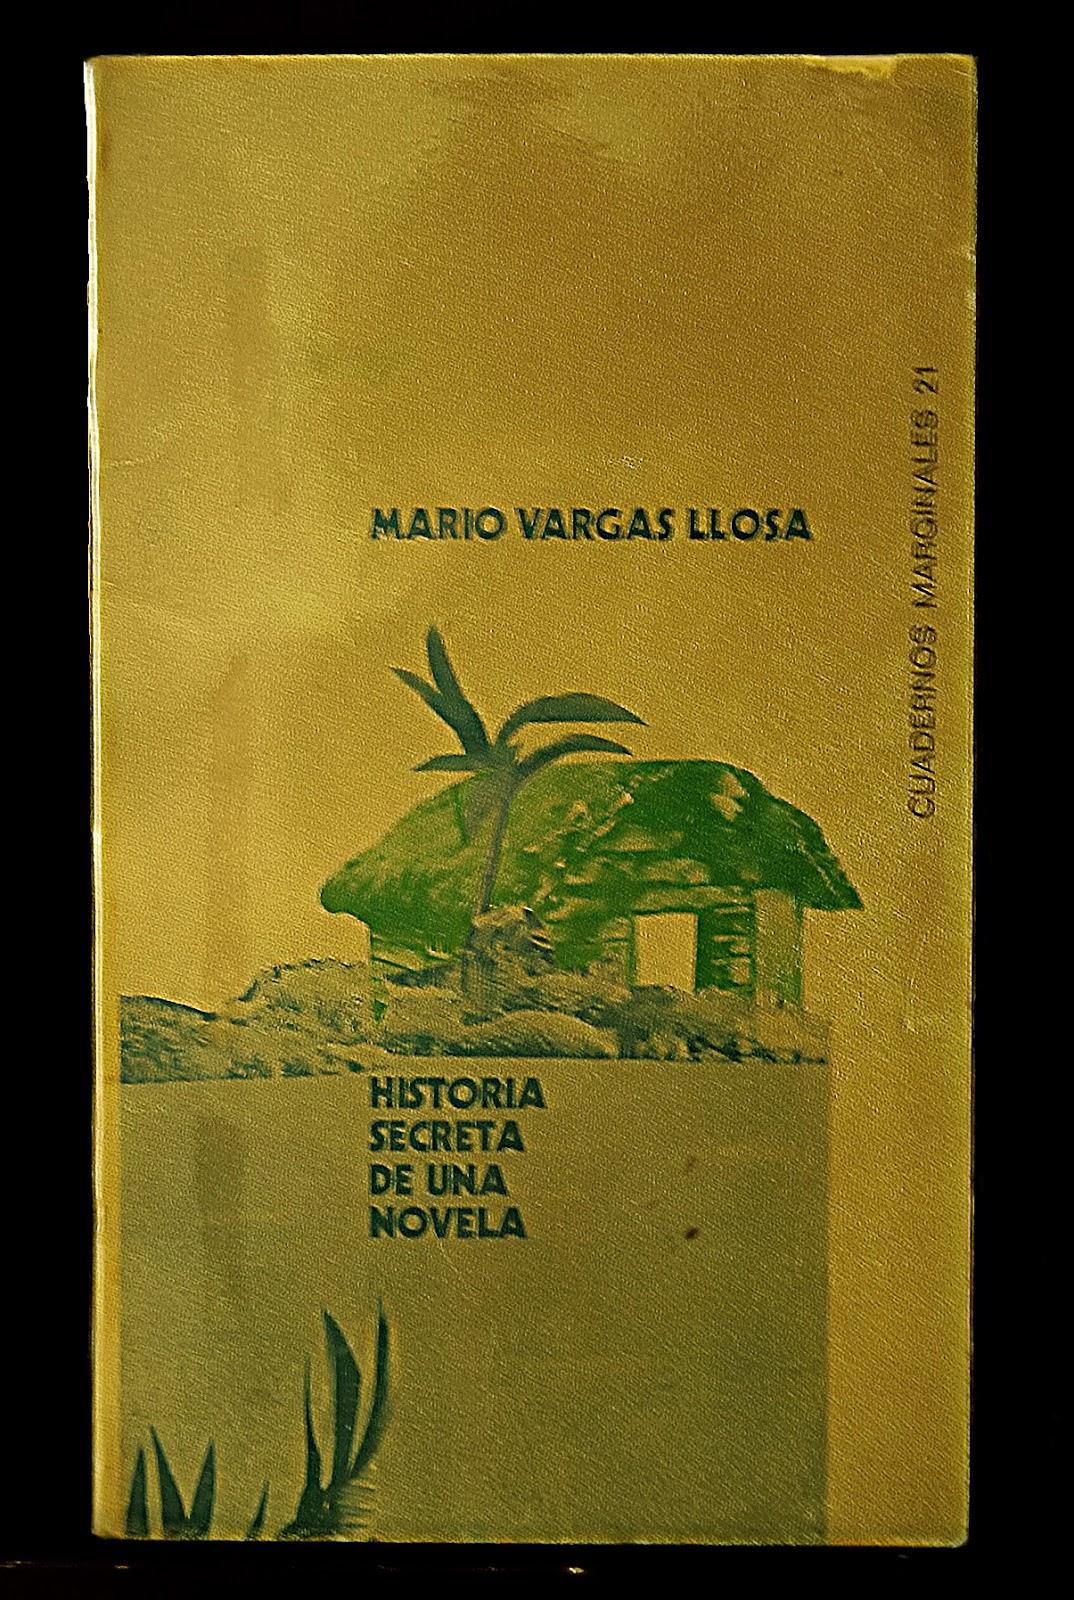 MARIO VARGAS LLOSA
CUADERNOS MARGINALES 21
HISTORIA
SECRETA
DE UNA
NOVELA